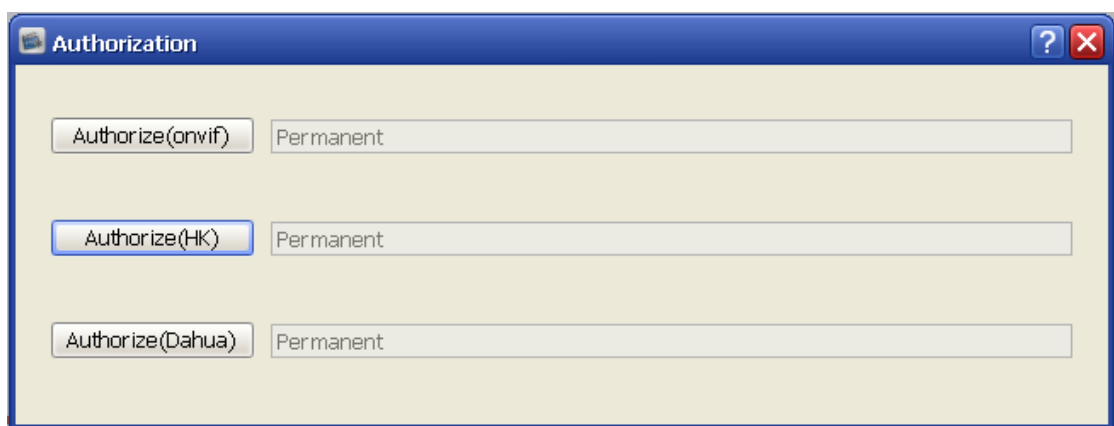 Authorization
Authorize(onvif) Permanent
Authorize(HK) Permanent
Authorize(Dahua) Permanent